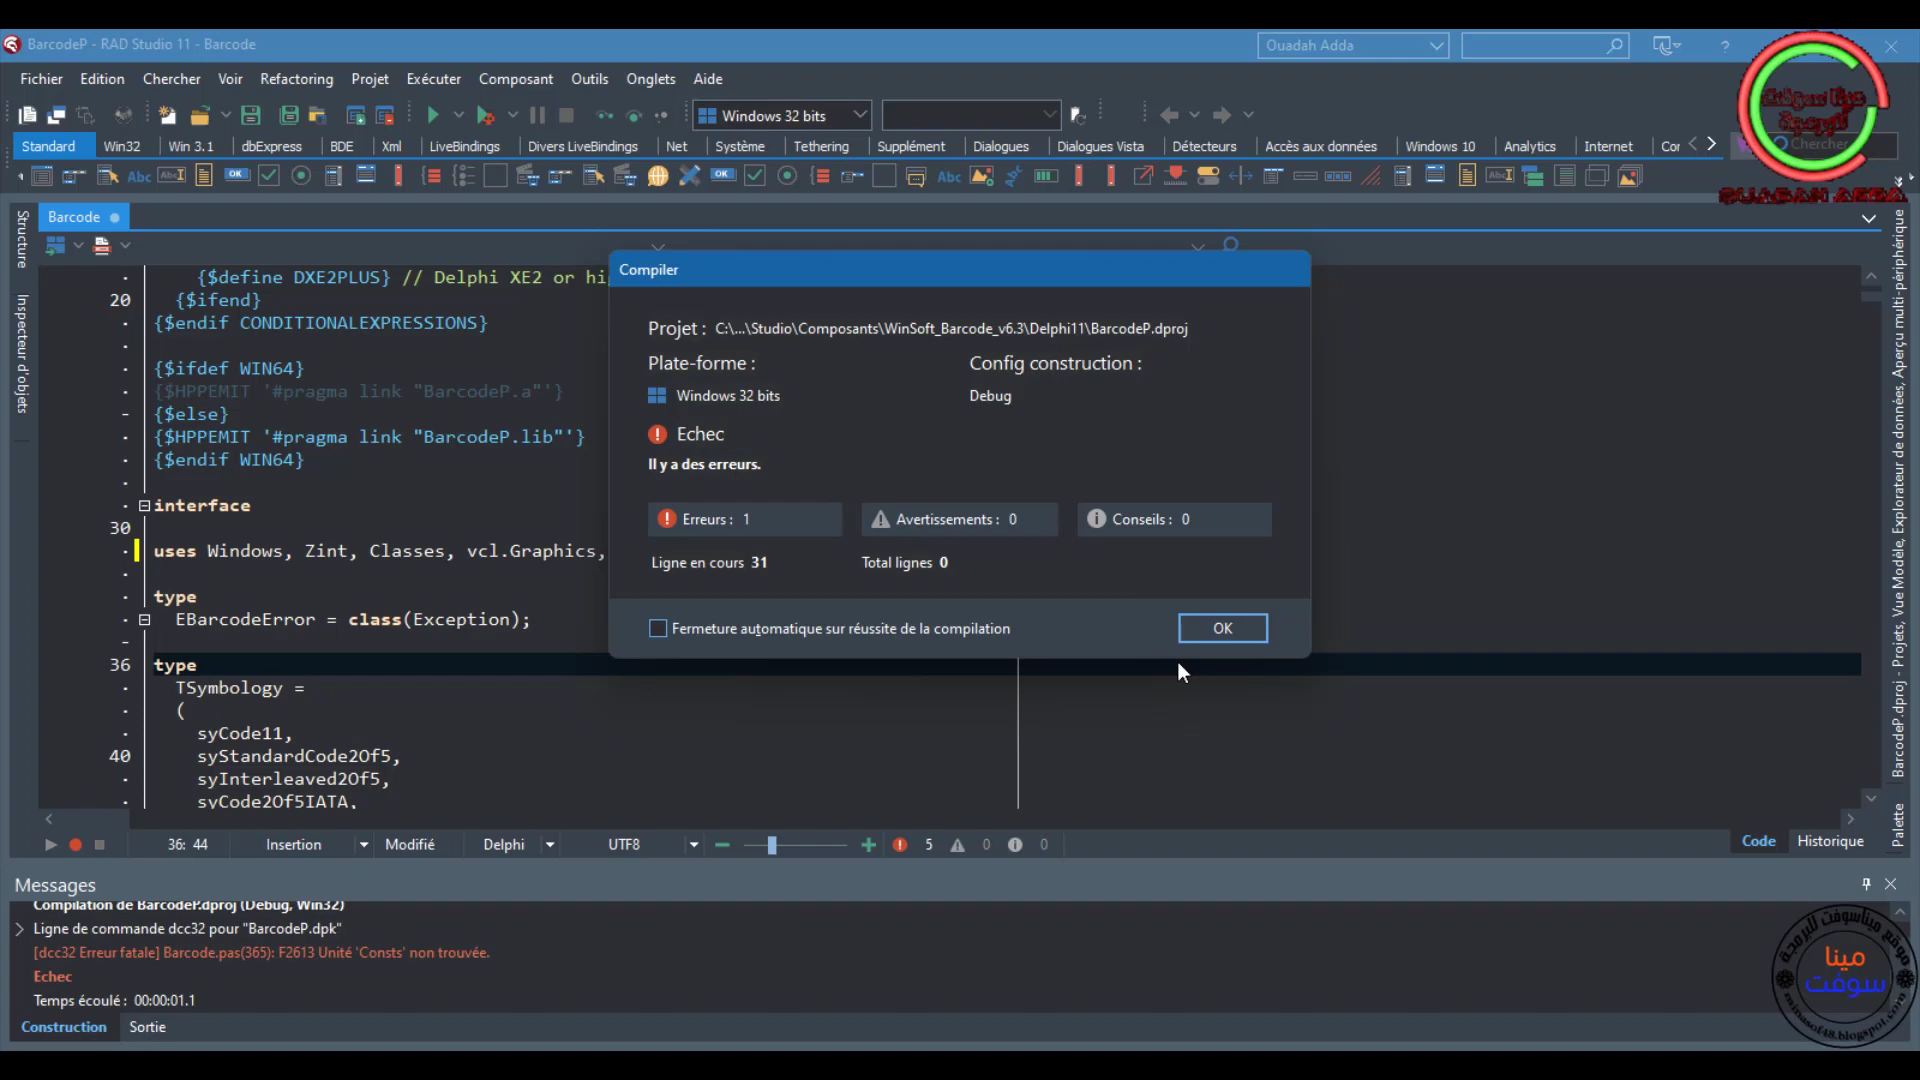 BarcodeP - RAD Studio 11 - Barcode
Ouadah Adda
?
Fichier Edition Chercher Voir Refactoring Projet Exécuter Composant Outils Onglets Aide
Windows 32 bits
Standard Win32 Win 3.1 dbExpress BDE Xml LiveBindings Divers LiveBindings Net Système Tethering Supplément Dialogues Dialogues Vista Détecteurs Accès aux données Windows 10 Analytics Internet Cor
Chercher
OUADAH ADDA
Structure
Inspecteur d'objets
Barcode
{$define DXE2PLUS} // Delphi XE2 or hi
20 {$ifend}
{$endif CONDITIONALEXPRESSIONS}
{$ifdef WIN64}
{$HPPEMIT '#pragma link "BarcodeP.a"'}
{$else}
{$HPPEMIT '#pragma link "BarcodeP.lib"'}
{$endif WIN64}
interface
30
uses Windows, Zint, Classes, vcl.Graphics,
type
EBarcodeError = class(Exception);
36 type
TSymbology =
(
syCode11,
40 syStandardCode2Of5,
syInterleaved2Of5,
syCode2Of5IATA,
Compiler
Projet : C:\...\Studio\Composants\WinSoft_Barcode_v6.3\Delphi11\BarcodeP.dproj
Plate-forme : Config construction :
Windows 32 bits Debug
Echec
Il y a des erreurs.
Erreurs : 1 Avertissements : 0 Conseils : 0
Ligne en cours 31 Total lignes 0
Fermeture automatique sur réussite de la compilation OK
BarcodeP.dproj - Projets, Vue Modèle, Explorateur de données, Aperçu multi-périphérique
Palette
36: 44 Insertion Modifié Delphi UTF8 5 0 0
Code Historique
Messages
Compilation de BarcodeP.dproj (Debug, Win32)
Ligne de commande dcc32 pour "BarcodeP.dpk"
[dcc32 Erreur fatale] Barcode.pas(365): F2613 Unité 'Consts' non trouvée.
Echec
Temps écoulé : 00:00:01.1
Construction Sortie
موقع ميناسوفت للبرمجة
مينا
سوفت
minasof48.blogspot.com